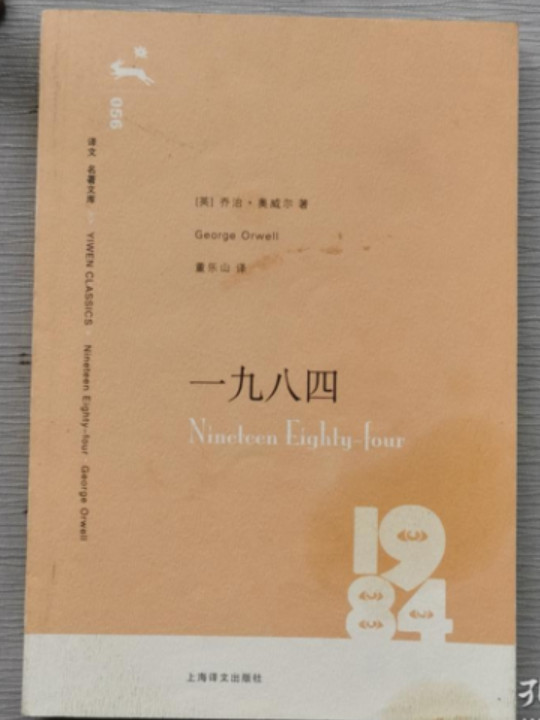 056
译文 名著文库
YIWEN CLASSICS · Nineteen Eighty-four George Orwell
[英] 乔治·奥威尔 著
George Orwell
董乐山 译
一九八四
Nineteen Eighty-four
19
84
上海译文出版社